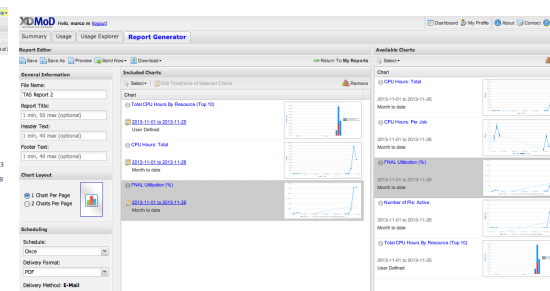 XDMoD Hello, marco m (logout)
Dashboard My Profile About Contact
Summary Usage Usage Explorer Report Generator
Report Editor
Save Save As Preview Send Now Download Return To My Reports
General Information
File Name:
TAS Report 2
Report Title:
1 min, 50 max (optional)
Header Text:
1 min, 40 max (optional)
Footer Text:
1 min, 40 max (optional)
Chart Layout
1 Chart Per Page
2 Charts Per Page
Scheduling
Schedule:
Once
Delivery Format:
PDF
Delivery Method: E-Mail
Included Charts
Select Edit Timeframe of Selected Charts Remove
Chart
Total CPU Hours By Resource (Top 10)
2013-11-01 to 2013-11-25
User Defined
CPU Hours: Total
2013-11-01 to 2013-11-26
Month to date
FNAL Utilization (%)
2013-11-01 to 2013-11-26
Month to date
Available Charts
Select
Chart
CPU Hours: Total
2013-11-01 to 2013-11-26
Month to date
CPU Hours: Per Job
2013-11-01 to 2013-11-26
Month to date
FNAL Utilization (%)
2013-11-01 to 2013-11-26
Month to date
Number of PIs: Active
2013-11-01 to 2013-11-26
Month to date
Total CPU Hours By Resource (Top 10)
2013-11-01 to 2013-11-25
User Defined